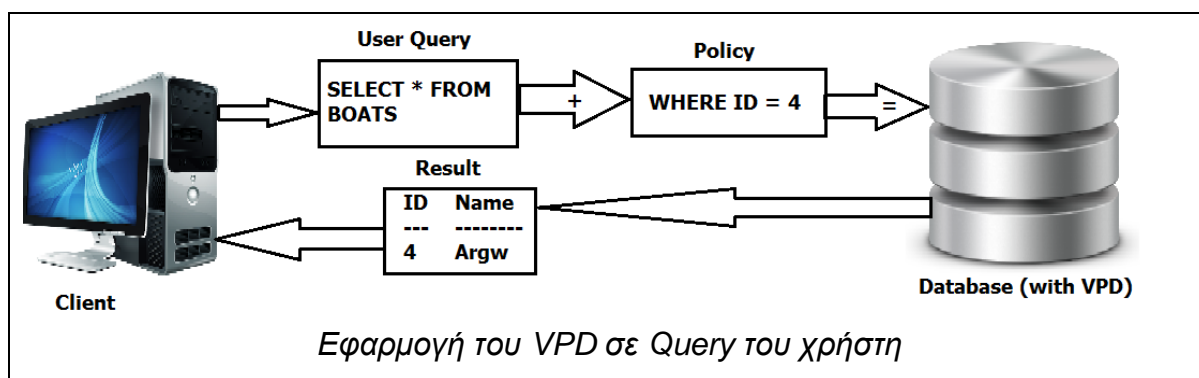 User Query
SELECT * FROM
BOATS
+
Policy
WHERE ID = 4
=
Result
ID Name
--- --------
4 Argw
Client
Database (with VPD)
Εφαρμογή του VPD σε Query του χρήστη